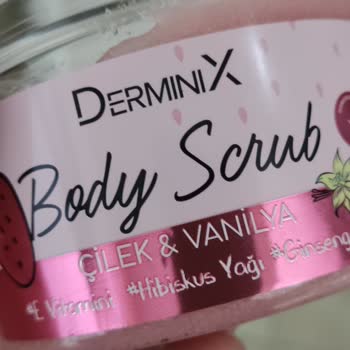 DERMINIX
Body Scrub
ÇİLEK & VANİLYA
#E Vitamini #Hibiskus Yağı #Ginseng